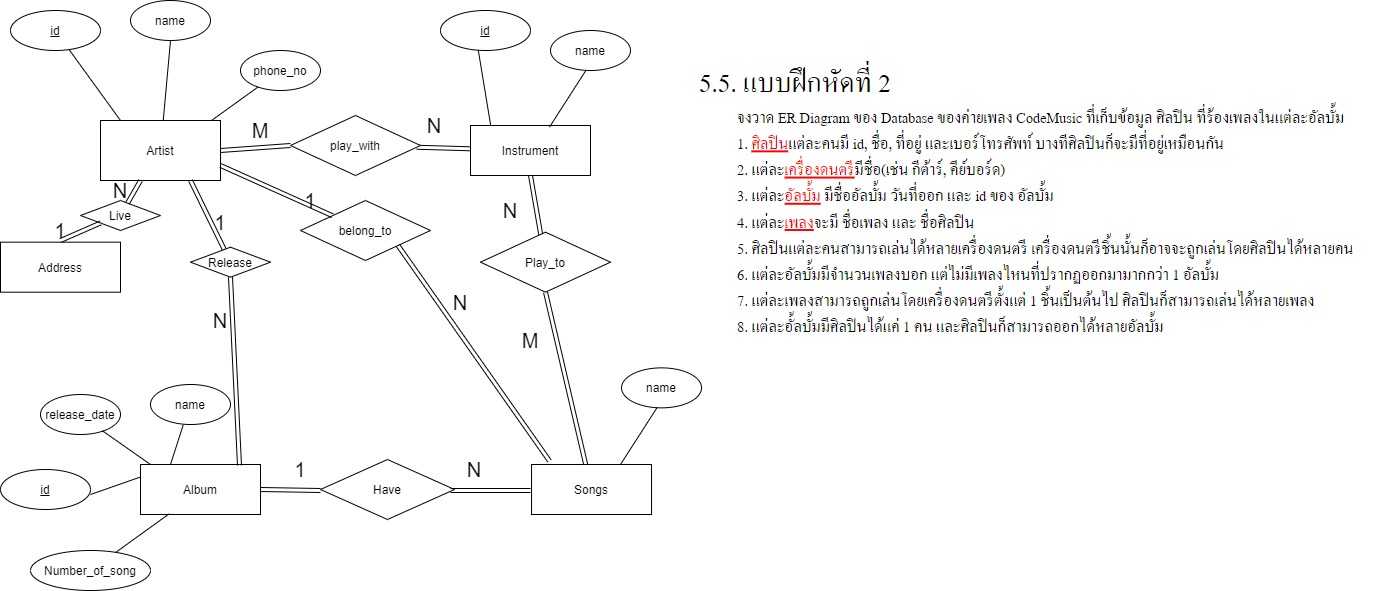 id
name
phone_no
id
name
Artist
M
play_with
N
Instrument
N
Live
1
Address
1
Release
N
1
belong_to
N
N
Play_to
M
name
release_date
name
id
Album
1
Have
N
Songs
Number_of_song
5.5. แบบฝึกหัดที่ 2
จงวาด ER Diagram ของ Database ของค่ายเพลง CodeMusic ที่เก็บข้อมูล ศิลปิน ที่ร้องเพลงในแต่ละอัลบั้ม
1. ศิลปินแต่ละคนมี id, ชื่อ, ที่อยู่ และเบอร์โทรศัพท์ บางทีศิลปินก็จะมีที่อยู่เหมือนกัน
2. แต่ละเครื่องดนตรีมีชื่อ(เช่น กีต้าร์, คีย์บอร์ด)
3. แต่ละอัลบั้ม มีชื่ออัลบั้ม วันที่ออก และ id ของ อัลบั้ม
4. แต่ละเพลงจะมี ชื่อเพลง และ ชื่อศิลปิน
5. ศิลปินแต่ละคนสามารถเล่นได้หลายเครื่องดนตรี เครื่องดนตรีชิ้นนั้นก็อาจจะถูกเล่นโดยศิลปินได้หลายคน
6. แต่ละอัลบั้มมีจำนวนเพลงบอก แต่ไม่มีเพลงไหนที่ปรากฏออกมามากกว่า 1 อัลบั้ม
7. แต่ละเพลงสามารถถูกเล่นโดยเครื่องดนตรีตั้งแต่ 1 ชิ้นเป็นต้นไป ศิลปินก็สามารถเล่นได้หลายเพลง
8. แต่ละอั้ลบั้มมีศิลปินได้แค่ 1 คน และศิลปินก็สามารถออกได้หลายอัลบั้ม